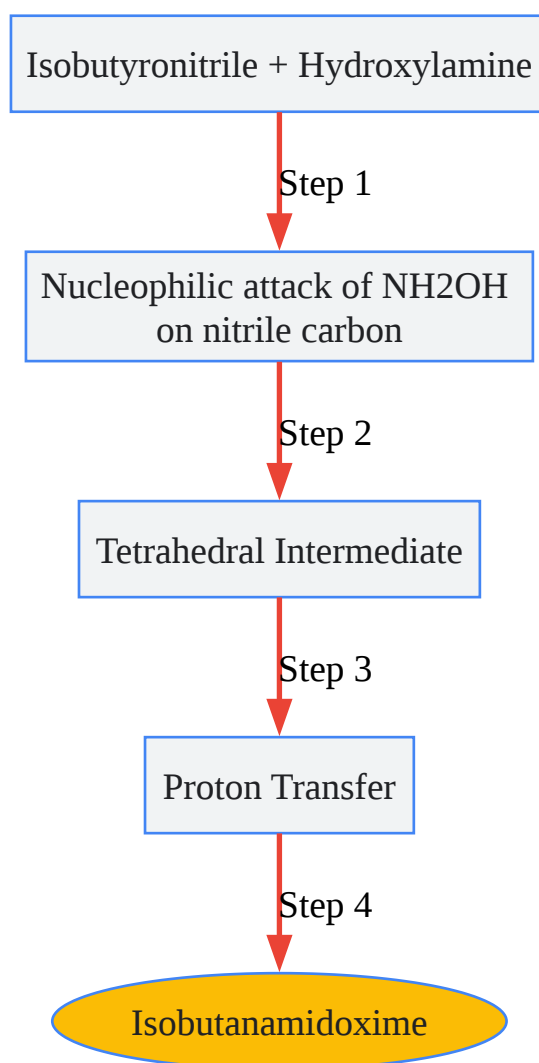 Isobutyronitrile + Hydroxylamine
Step 1
Nucleophilic attack of NH2OH
on nitrile carbon
Step 2
Tetrahedral Intermediate
Step 3
Proton Transfer
Step 4
Isobutanamidoxime